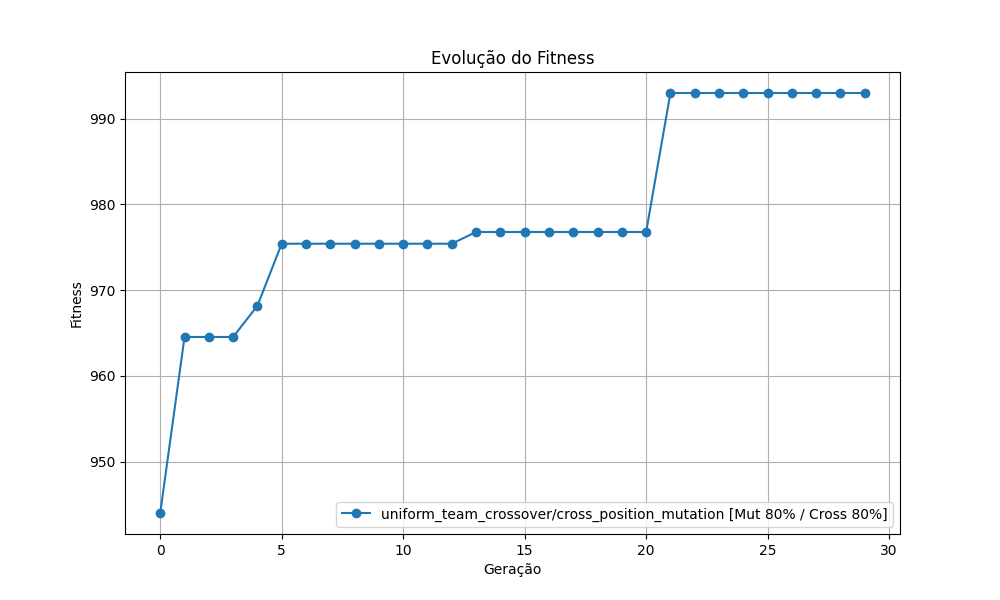 Evolução do Fitness
Fitness
990
980
970
960
950
0 5 10 15 20 25 30
Geração
uniform_team_crossover/cross_position_mutation [Mut 80% / Cross 80%]